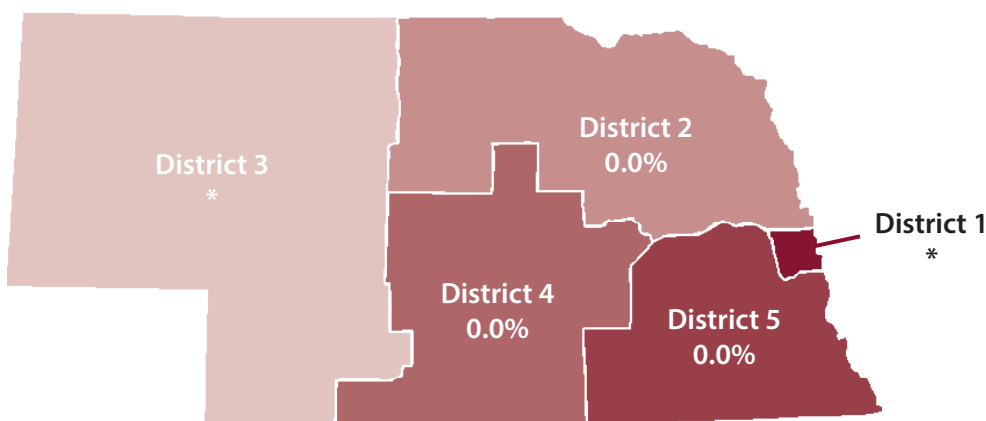 District 2
0.0%
District 3
*
District 1
*
District 4
0.0%
District 5
0.0%